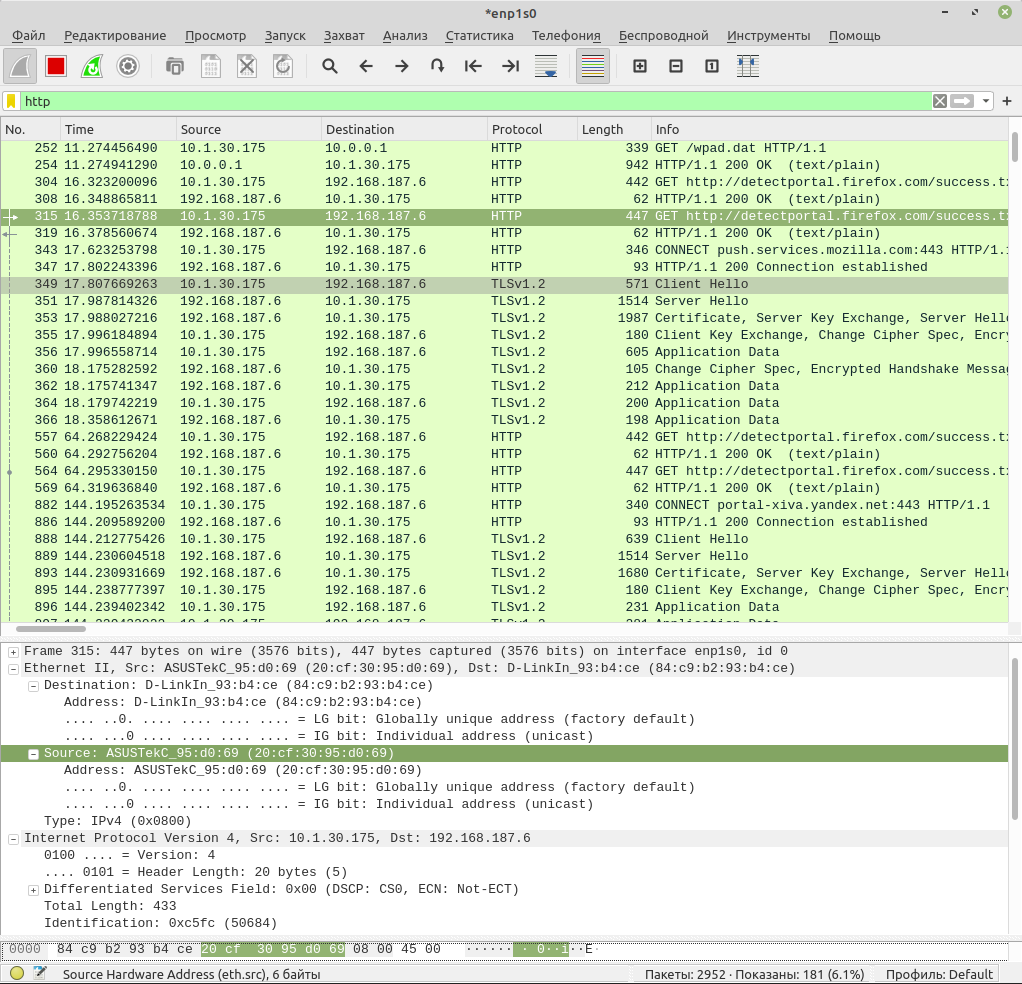 *enp1s0
Файл Редактирование Просмотр Запуск Захват Анализ Статистика Телефония Беспроводной Инструменты Помощь
http
No. Time Source Destination Protocol Length Info
252 11.274456490 10.1.30.175 10.0.0.1 HTTP 339 GET /wpad.dat HTTP/1.1
254 11.274941290 10.0.0.1 10.1.30.175 HTTP 942 HTTP/1.1 200 OK (text/plain)
304 16.323200096 10.1.30.175 192.168.187.6 HTTP 442 GET http://detectportal.firefox.com/success.t
308 16.348865811 192.168.187.6 10.1.30.175 HTTP 62 HTTP/1.1 200 OK (text/plain)
315 16.353718788 10.1.30.175 192.168.187.6 HTTP 447 GET http://detectportal.firefox.com/success.t
319 16.378560674 192.168.187.6 10.1.30.175 HTTP 62 HTTP/1.1 200 OK (text/plain)
343 17.623253798 10.1.30.175 192.168.187.6 HTTP 346 CONNECT push.services.mozilla.com:443 HTTP/1.
347 17.802243396 192.168.187.6 10.1.30.175 HTTP 93 HTTP/1.1 200 Connection established
349 17.807669263 10.1.30.175 192.168.187.6 TLSv1.2 571 Client Hello
351 17.987814326 192.168.187.6 10.1.30.175 TLSv1.2 1514 Server Hello
353 17.988027216 192.168.187.6 10.1.30.175 TLSv1.2 1987 Certificate, Server Key Exchange, Server Hell
355 17.996184894 10.1.30.175 192.168.187.6 TLSv1.2 180 Client Key Exchange, Change Cipher Spec, Encr
356 17.996558714 10.1.30.175 192.168.187.6 TLSv1.2 605 Application Data
360 18.175282592 192.168.187.6 10.1.30.175 TLSv1.2 105 Change Cipher Spec, Encrypted Handshake Messa
362 18.175741347 192.168.187.6 10.1.30.175 TLSv1.2 212 Application Data
364 18.179742219 10.1.30.175 192.168.187.6 TLSv1.2 200 Application Data
366 18.358612671 192.168.187.6 10.1.30.175 TLSv1.2 198 Application Data
557 64.268229424 10.1.30.175 192.168.187.6 HTTP 442 GET http://detectportal.firefox.com/success.t
560 64.292756204 192.168.187.6 10.1.30.175 HTTP 62 HTTP/1.1 200 OK (text/plain)
564 64.295330150 10.1.30.175 192.168.187.6 HTTP 447 GET http://detectportal.firefox.com/success.t
569 64.319636840 192.168.187.6 10.1.30.175 HTTP 62 HTTP/1.1 200 OK (text/plain)
882 144.195263534 10.1.30.175 192.168.187.6 HTTP 340 CONNECT portal-xiva.yandex.net:443 HTTP/1.1
886 144.209589200 192.168.187.6 10.1.30.175 HTTP 93 HTTP/1.1 200 Connection established
888 144.212775426 10.1.30.175 192.168.187.6 TLSv1.2 639 Client Hello
889 144.230604518 192.168.187.6 10.1.30.175 TLSv1.2 1514 Server Hello
893 144.230931669 192.168.187.6 10.1.30.175 TLSv1.2 1680 Certificate, Server Key Exchange, Server Hell
895 144.238777397 10.1.30.175 192.168.187.6 TLSv1.2 180 Client Key Exchange, Change Cipher Spec, Encr
896 144.239402342 10.1.30.175 192.168.187.6 TLSv1.2 231 Application Data
Frame 315: 447 bytes on wire (3576 bits), 447 bytes captured (3576 bits) on interface enp1s0, id 0
Ethernet II, Src: ASUSTekC_95:d0:69 (20:cf:30:95:d0:69), Dst: D-LinkIn_93:b4:ce (84:c9:b2:93:b4:ce)
Destination: D-LinkIn_93:b4:ce (84:c9:b2:93:b4:ce)
Address: D-LinkIn_93:b4:ce (84:c9:b2:93:b4:ce)
.... ..0. .... .... .... .... = LG bit: Globally unique address (factory default)
.... ...0 .... .... .... .... = IG bit: Individual address (unicast)
Source: ASUSTekC_95:d0:69 (20:cf:30:95:d0:69)
Address: ASUSTekC_95:d0:69 (20:cf:30:95:d0:69)
.... ..0. .... .... .... .... = LG bit: Globally unique address (factory default)
.... ...0 .... .... .... .... = IG bit: Individual address (unicast)
Type: IPv4 (0x0800)
Internet Protocol Version 4, Src: 10.1.30.175, Dst: 192.168.187.6
0100 .... = Version: 4
.... 0101 = Header Length: 20 bytes (5)
Differentiated Services Field: 0x00 (DSCP: CS0, ECN: Not-ECT)
Total Length: 433
Identification: 0xc5fc (50684)
0000 84 c9 b2 93 b4 ce 20 cf 30 95 d0 69 08 00 45 00 ······ · 0··i··E·
Source Hardware Address (eth.src), 6 байты Пакеты: 2952 · Показаны: 181 (6.1%) Профиль: Default